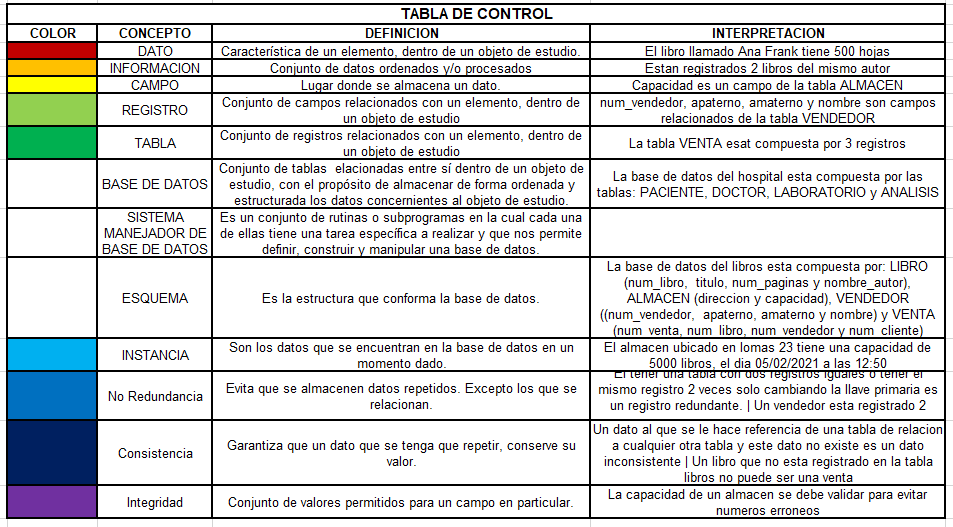 TABLA DE CONTROL
COLOR CONCEPTO DEFINICION INTERPRETACION
DATO Característica de un elemento, dentro de un objeto de estudio. El libro llamado Ana Frank tiene 500 hojas
INFORMACION Conjunto de datos ordenados y/o procesados Estan registrados 2 libros del mismo autor
CAMPO Lugar donde se almacena un dato. Capacidad es un campo de la tabla ALMACEN
REGISTRO
Conjunto de campos relacionados con un elemento, dentro de
un objeto de estudio
num_vendedor, apaterno, amaterno y nombre son campos
relacionados de la tabla VENDEDOR
TABLA
Conjunto de registros relacionados con un elemento, dentro de
un objeto de estudio
La tabla VENTA esat compuesta por 3 registros
BASE DE DATOS
Conjunto de tablas elacionadas entre sí dentro de un objeto de
estudio, con el propósito de almacenar de forma ordenada y
estructurada los datos concernientes al objeto de estudio.
La base de datos del hospital esta compuesta por las
tablas: PACIENTE, DOCTOR, LABORATORIO y ANALISIS
SISTEMA
MANEJADOR DE
BASE DE DATOS
Es un conjunto de rutinas o subprogramas en la cual cada una
de ellas tiene una tarea específica a realizar y que nos permite
definir, construir y manipular una base de datos.
ESQUEMA
Es la estructura que conforma la base de datos.
La base de datos del libros esta compuesta por: LIBRO
(num_libro, titulo, num_paginas y nombre_autor),
ALMACEN (direccion y capacidad), VENDEDOR
((num_vendedor, apaterno, amaterno y nombre) y VENTA
(num_venta, num_libro, num_vendedor y num_cliente)
INSTANCIA
Son los datos que se encuentran en la base de datos en un
momento dado.
El almacen ubicado en lomas 23 tiene una capacidad de
5000 libros, el dia 05/02/2021 a las 12:50
No Redundancia
Evita que se almacenen datos repetidos. Excepto los que se
relacionan.
El tener una tabla con dos registros iguales o tener el
mismo registro 2 veces solo cambiando la llave primaria es
un registro redundante. | Un vendedor esta registrado 2
Consistencia
Garantiza que un dato que se tenga que repetir, conserve su
valor.
Un dato al que se le hace referencia de una tabla de relacion
a cualquier otra tabla y este dato no existe es un dato
inconsistente | Un libro que no esta registrado en la tabla
libros no puede ser una venta
Integridad
Conjunto de valores permitidos para un campo en particular.
La capacidad de un almacen se debe validar para evitar
numeros erroneos